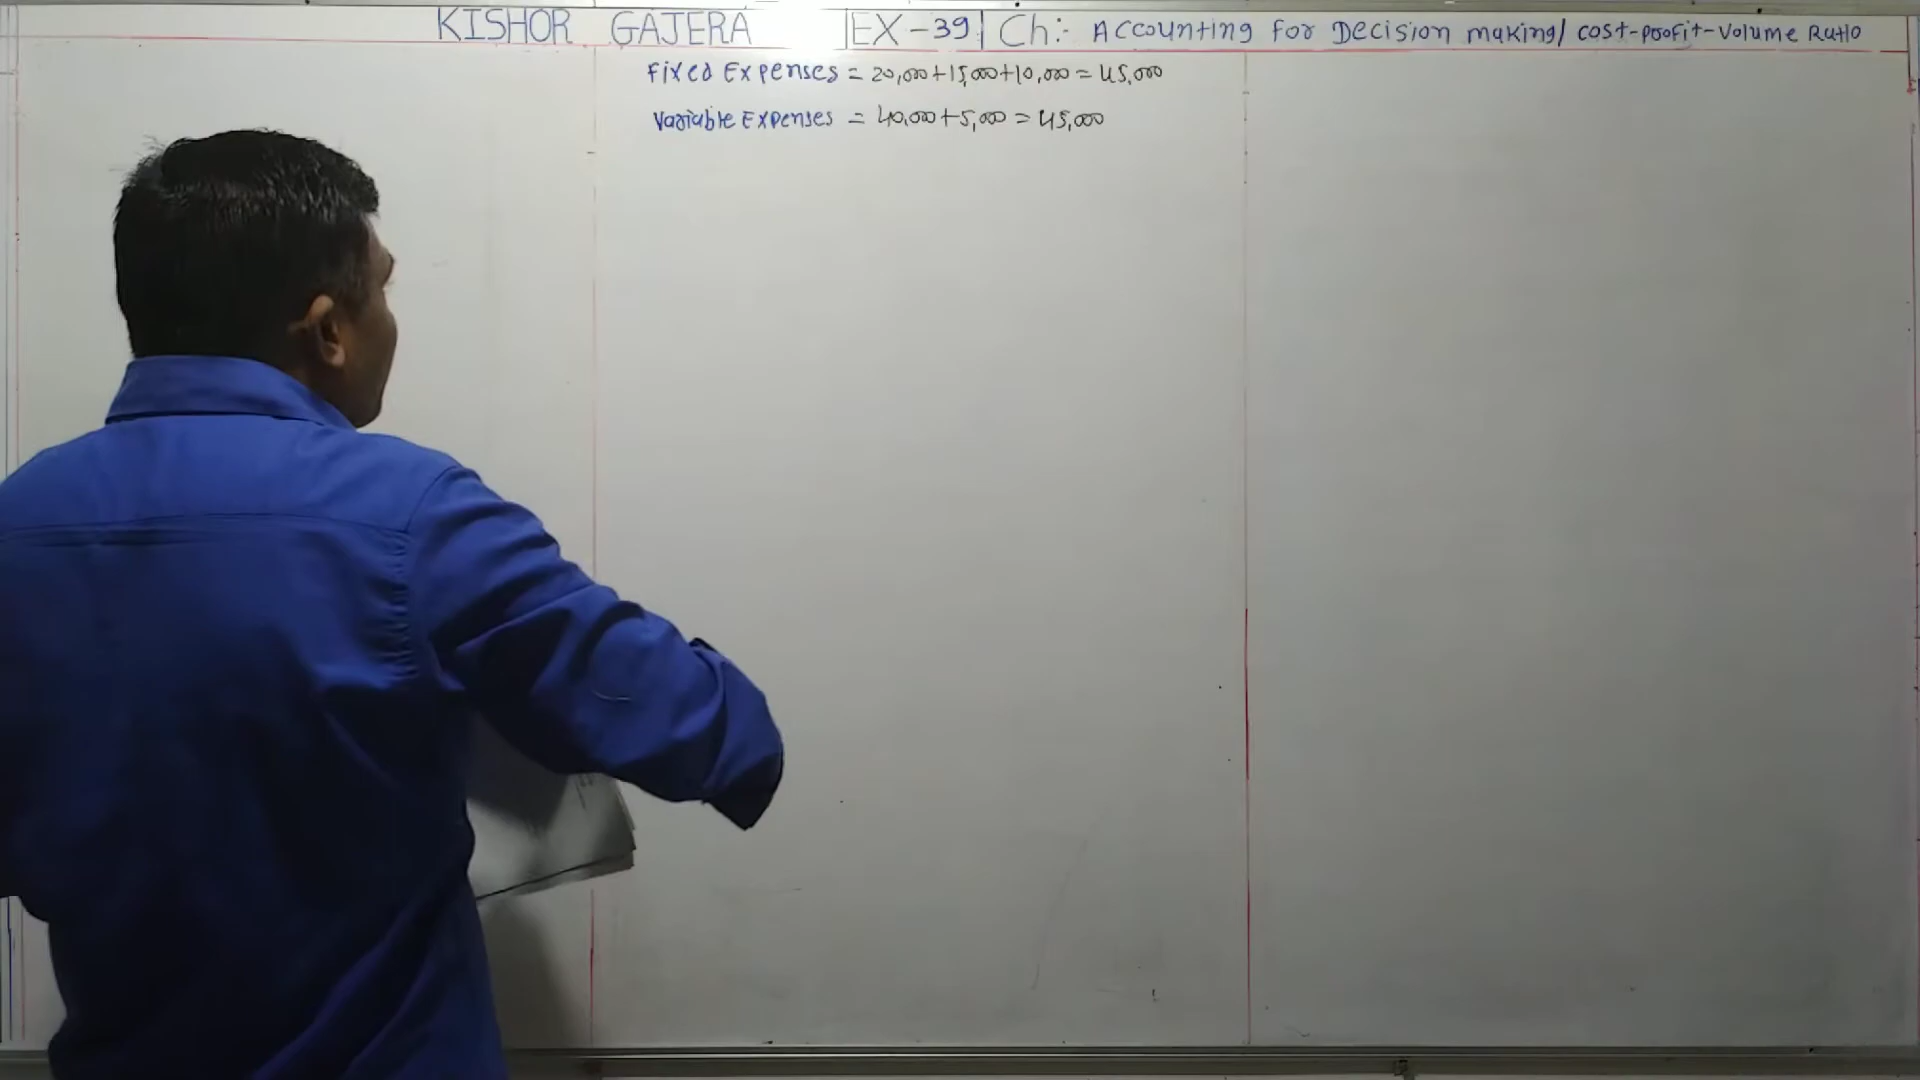 KISHOR GAJERA |EX-39| Ch:- Accounting For Decision making/ cost-profit-volume Ratio
Fixed Expenses = 20,000+15,000+10,000 = 45,000
Variable Expenses = 40,000+5,000 = 45,000